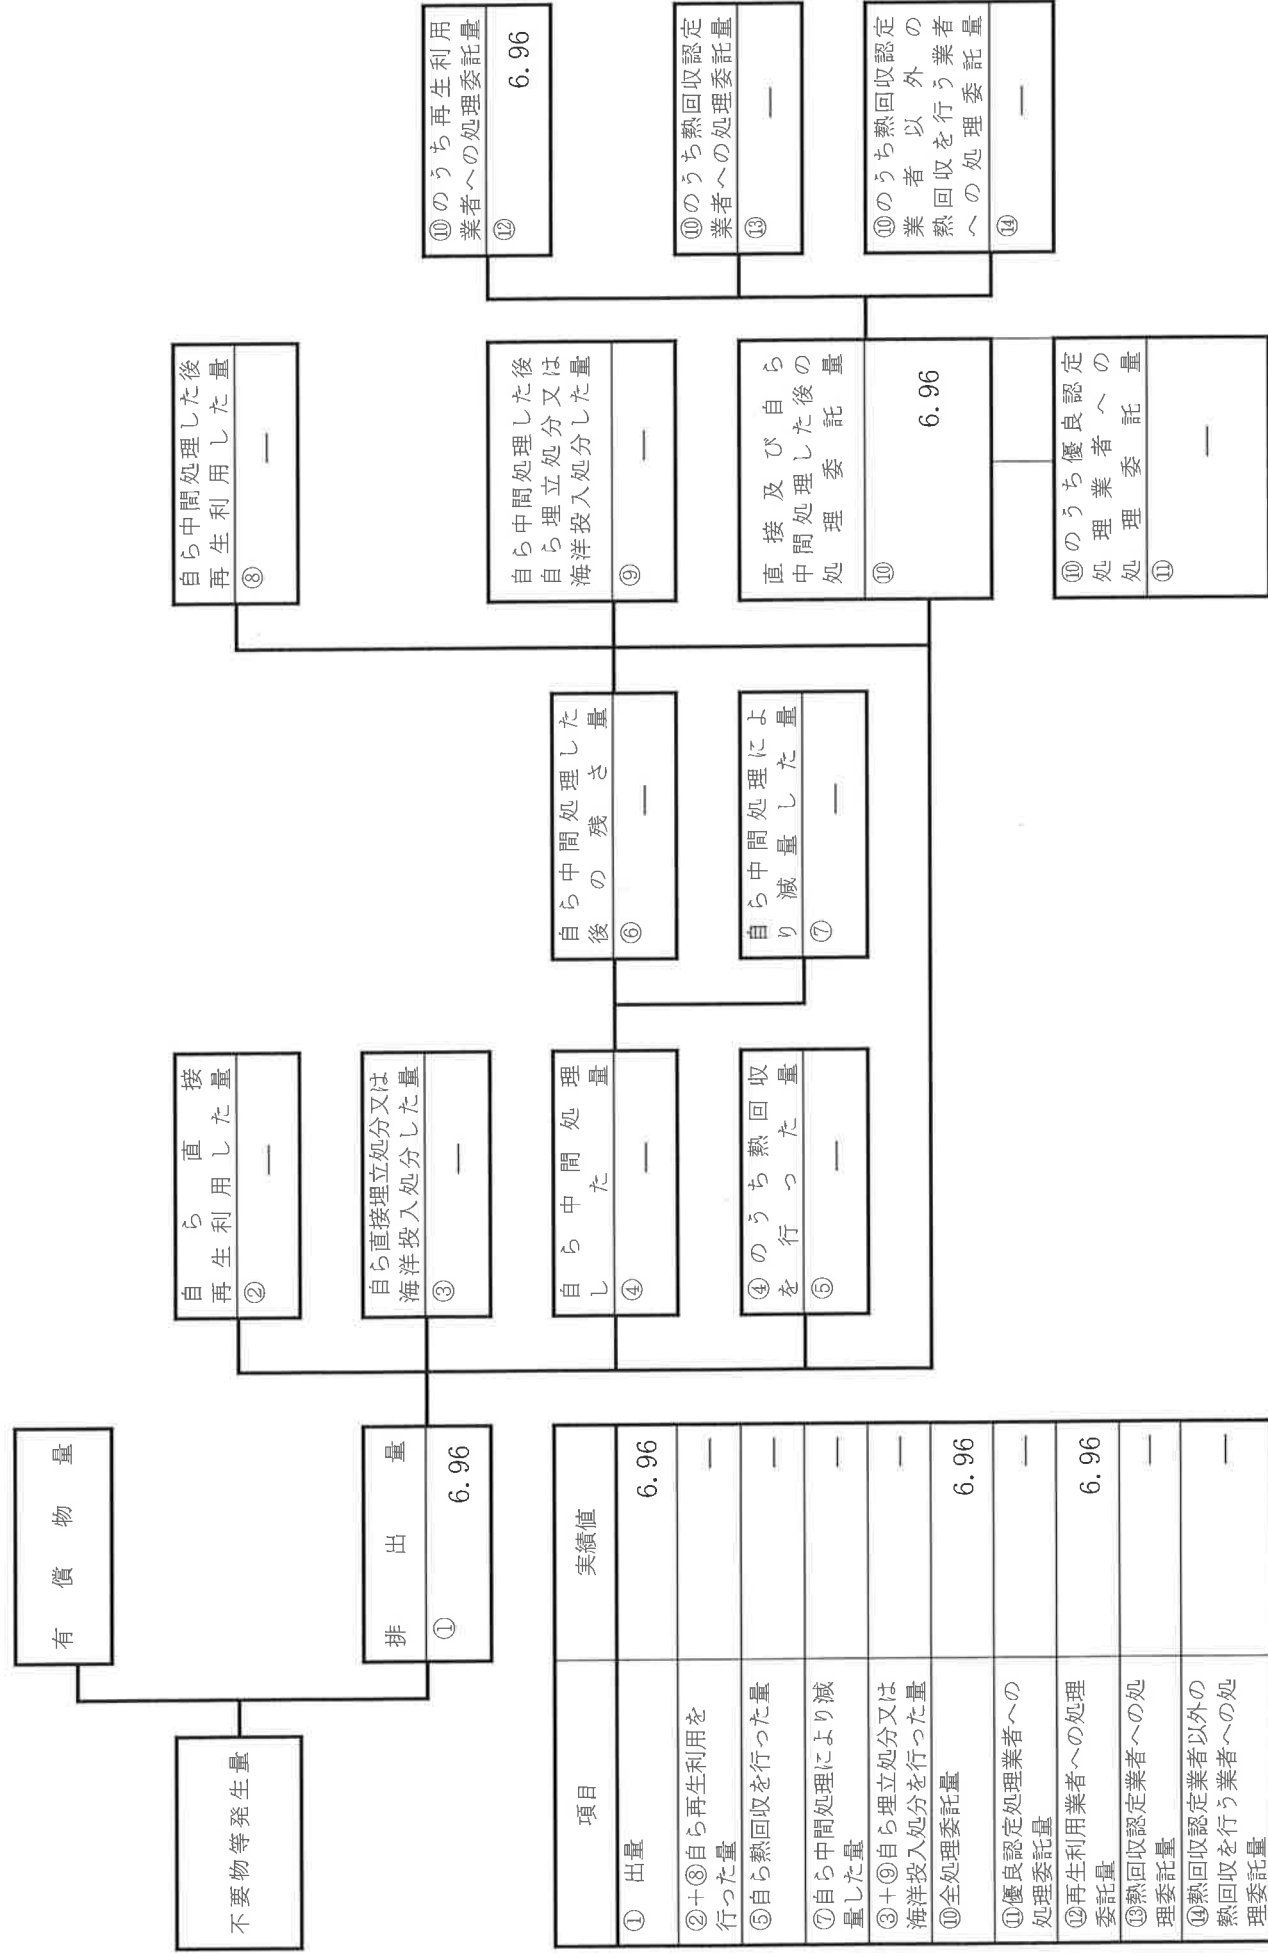 不要物等発生量
有償物量
排出量
① 6.96
自ら直接
再生利用した量
② ―
自ら直接埋立処分又は
海洋投入処分した量
③ ―
自ら中間処理
した量
④ ―
④のうち熱回収
を行った量
⑤ ―
自ら中間処理した
後の残さ量
⑥ ―
自ら中間処理によ
り減量した量
⑦ ―
自ら中間処理した後
再生利用した量
⑧ ―
自ら中間処理した後
自ら埋立処分又は
海洋投入処分した量
⑨ ―
直接及び自ら
中間処理した後の
処理委託量
⑩ 6.96
⑩のうち優良認定
処理業者への
処理委託量
⑪ ―
⑩のうち再生利用
業者への処理委託量
⑫ 6.96
⑩のうち熱回収認定
業者への処理委託量
⑬ ―
⑩のうち熱回収認定
業者以外の
熱回収を行う業者
への処理委託量
⑭ ―
項目 実績値
① 出量 6.96
②+⑧自ら再生利用を
行った量 ―
⑤自ら熱回収を行った量 ―
⑦自ら中間処理により減
量した量 ―
③+⑨自ら埋立処分又は
海洋投入処分を行った量 ―
⑩全処理委託量 6.96
⑪優良認定処理業者への
処理委託量 ―
⑫再生利用業者への処理
委託量 6.96
⑬熱回収認定業者への処
理委託量 ―
⑭熱回収認定業者以外の
熱回収を行う業者への処
理委託量 ―